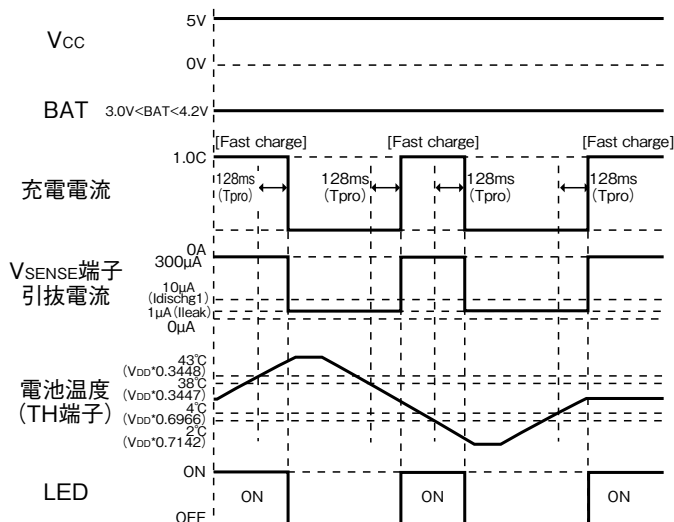 5V
VCC
0V
BAT 3.0V<BAT<4.2V
[Fast charge] [Fast charge] [Fast charge]
1.0C
128ms
(Tpro)
128ms
(Tpro)
128ms
(Tpro)
128ms
(Tpro)
充電電流
0A
300μA
VSENSE端子
引抜電流
10μA
(Idischg1)
1μA(Ileak)
0μA
43℃
(VDD*0.3448)
38℃
(VDD*0.3447)
電池温度
(TH端子)
4℃
(VDD*0.6966)
2℃
(VDD*0.7142)
ON
LED
ON ON ON
OFF